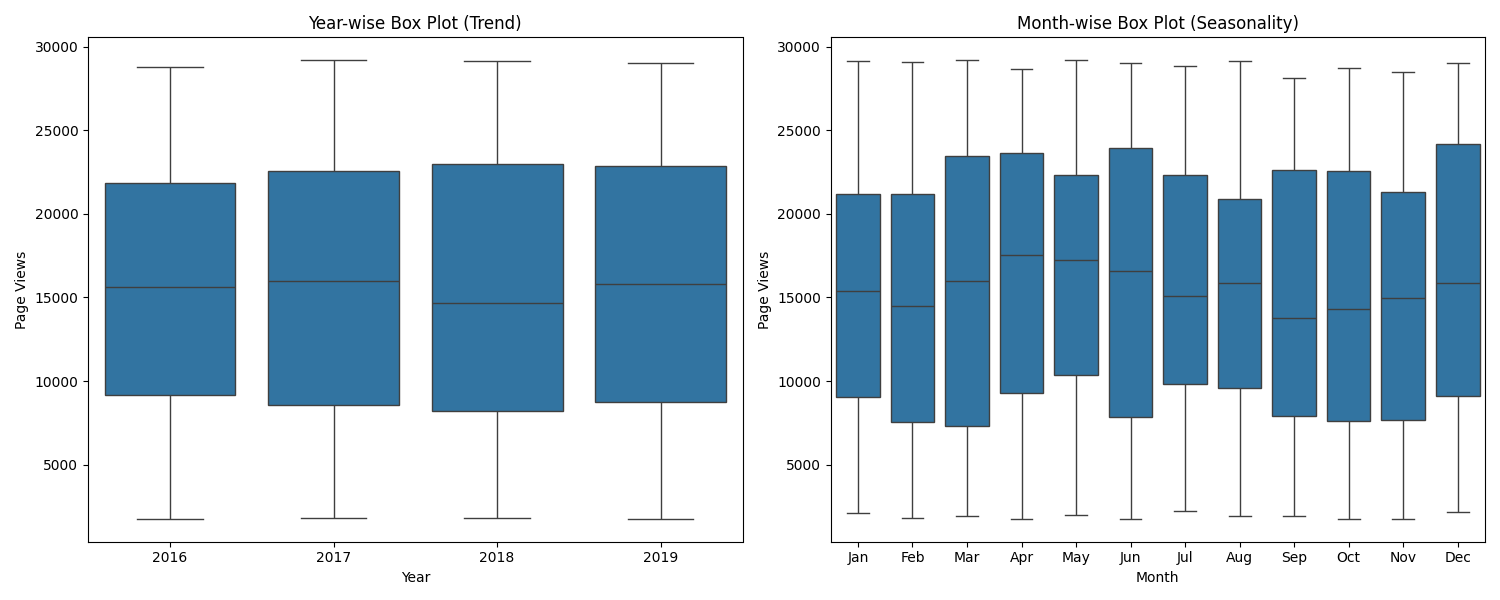 Year-wise Box Plot (Trend)
Page Views
30000
25000
20000
15000
10000
5000
2016 2017 2018 2019
Year
Month-wise Box Plot (Seasonality)
Page Views
30000
25000
20000
15000
10000
5000
Jan Feb Mar Apr May Jun Jul Aug Sep Oct Nov Dec
Month